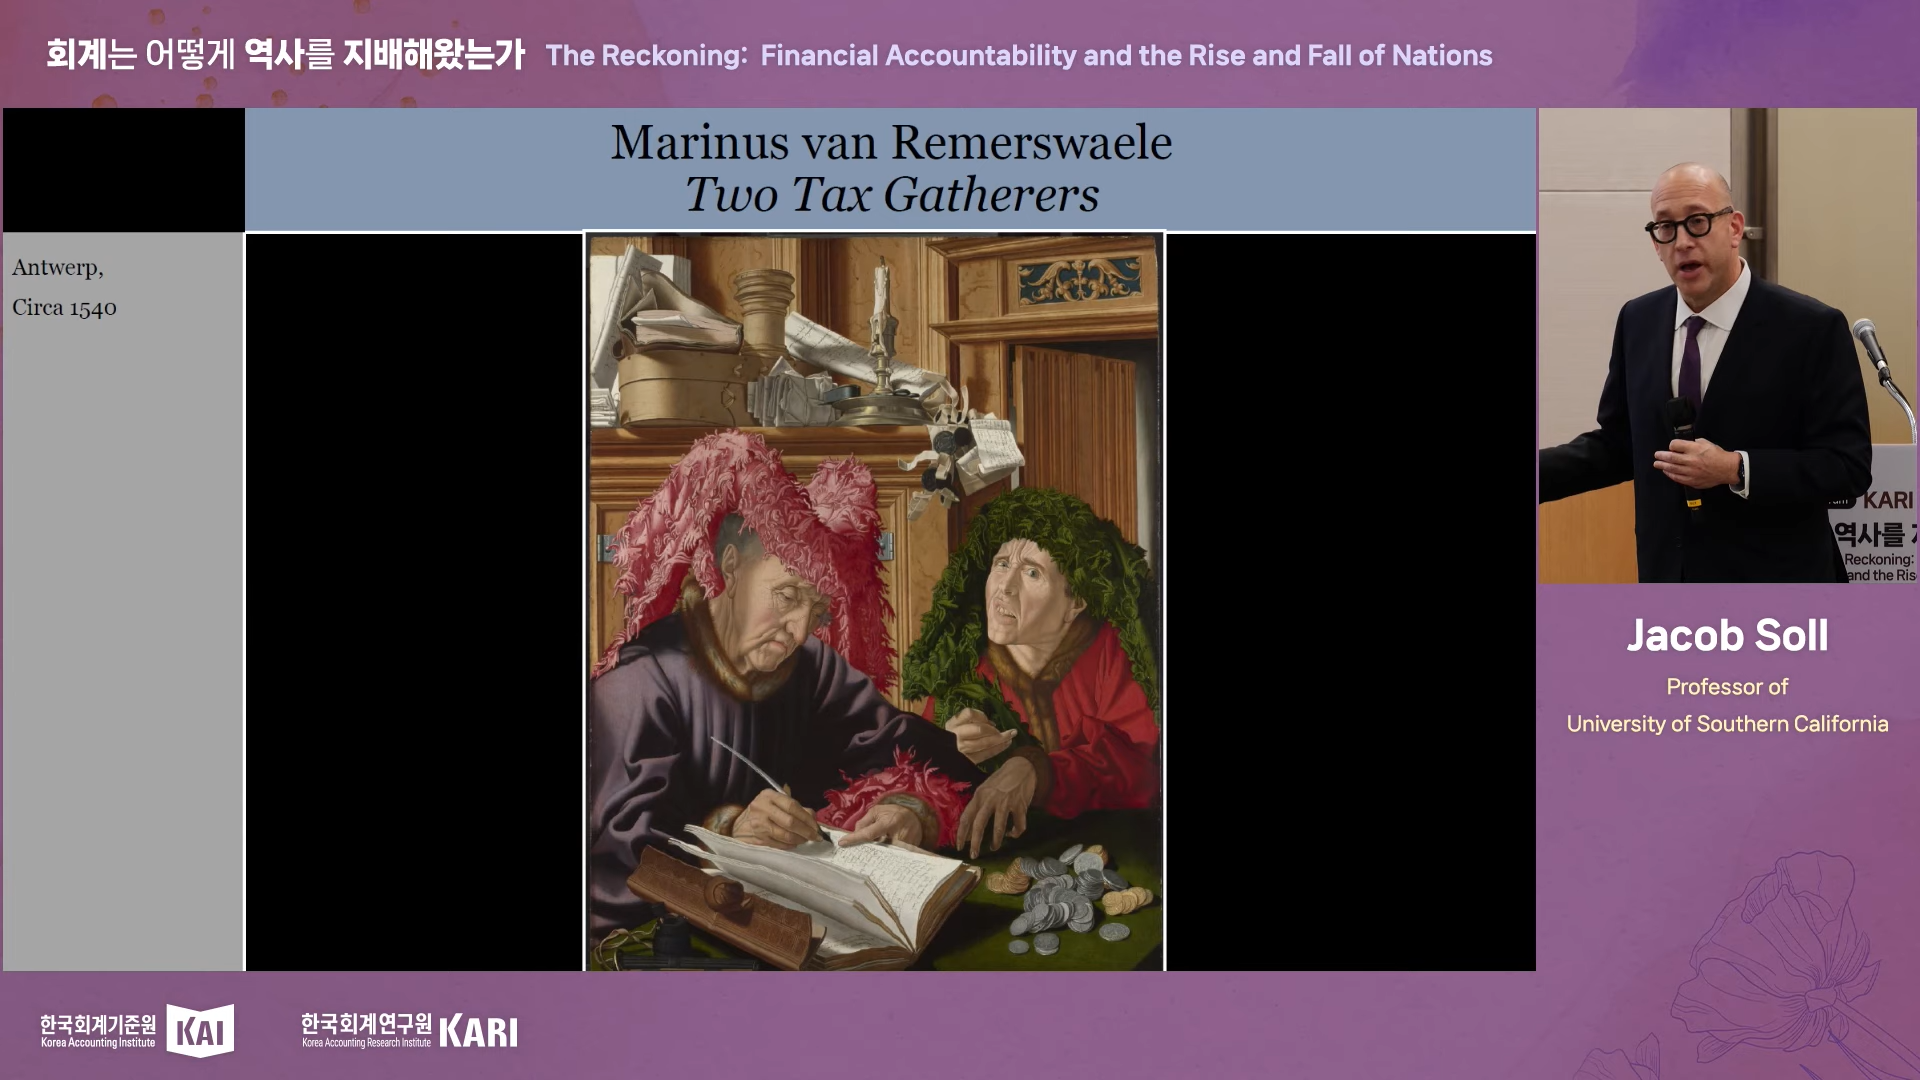 회계는 어떻게 역사를 지배해왔는가 The Reckoning: Financial Accountability and the Rise and Fall of Nations
Marinus van Remerswaele
Two Tax Gatherers
Antwerp,
Circa 1540
KARI
역사를
Reckoning:
and the Ris
Jacob Soll
Professor of
University of Southern California
한국회계기준원
Korea Accounting Institute
KAI
한국회계연구원
Korea Accounting Research Institute
KARI